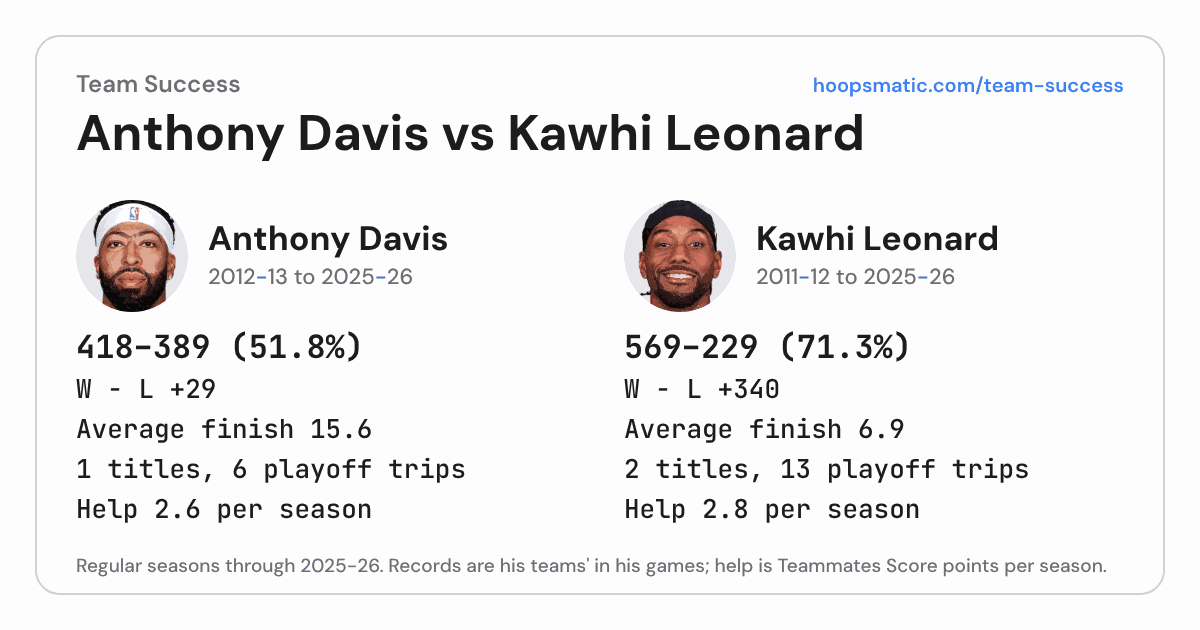 Team Success
hoopsmatic.com/team-success
Anthony Davis vs Kawhi Leonard
Anthony Davis
2012-13 to 2025-26
418-389 (51.8%)
W - L +29
Average finish 15.6
1 titles, 6 playoff trips
Help 2.6 per season
Kawhi Leonard
2011-12 to 2025-26
569-229 (71.3%)
W - L +340
Average finish 6.9
2 titles, 13 playoff trips
Help 2.8 per season
Regular seasons through 2025-26. Records are his teams' in his games; help is Teammates Score points per season.